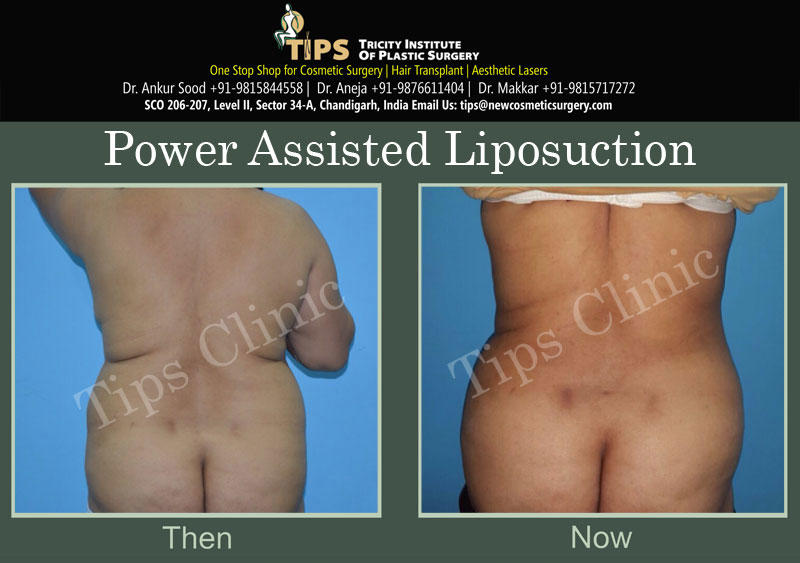 TIPS TRICITY INSTITUTE
OF PLASTIC SURGERY
One Stop Shop for Cosmetic Surgery | Hair Transplant | Aesthetic Lasers
Dr. Ankur Sood +91-9815844558 | Dr. Aneja +91-9876611404 | Dr. Makkar +91-9815717272
SCO 206-207, Level II, Sector 34-A, Chandigarh, India Email Us: tips@newcosmeticsurgery.com
Power Assisted Liposuction
Tips Clinic
Tips Clinic
Then
Now